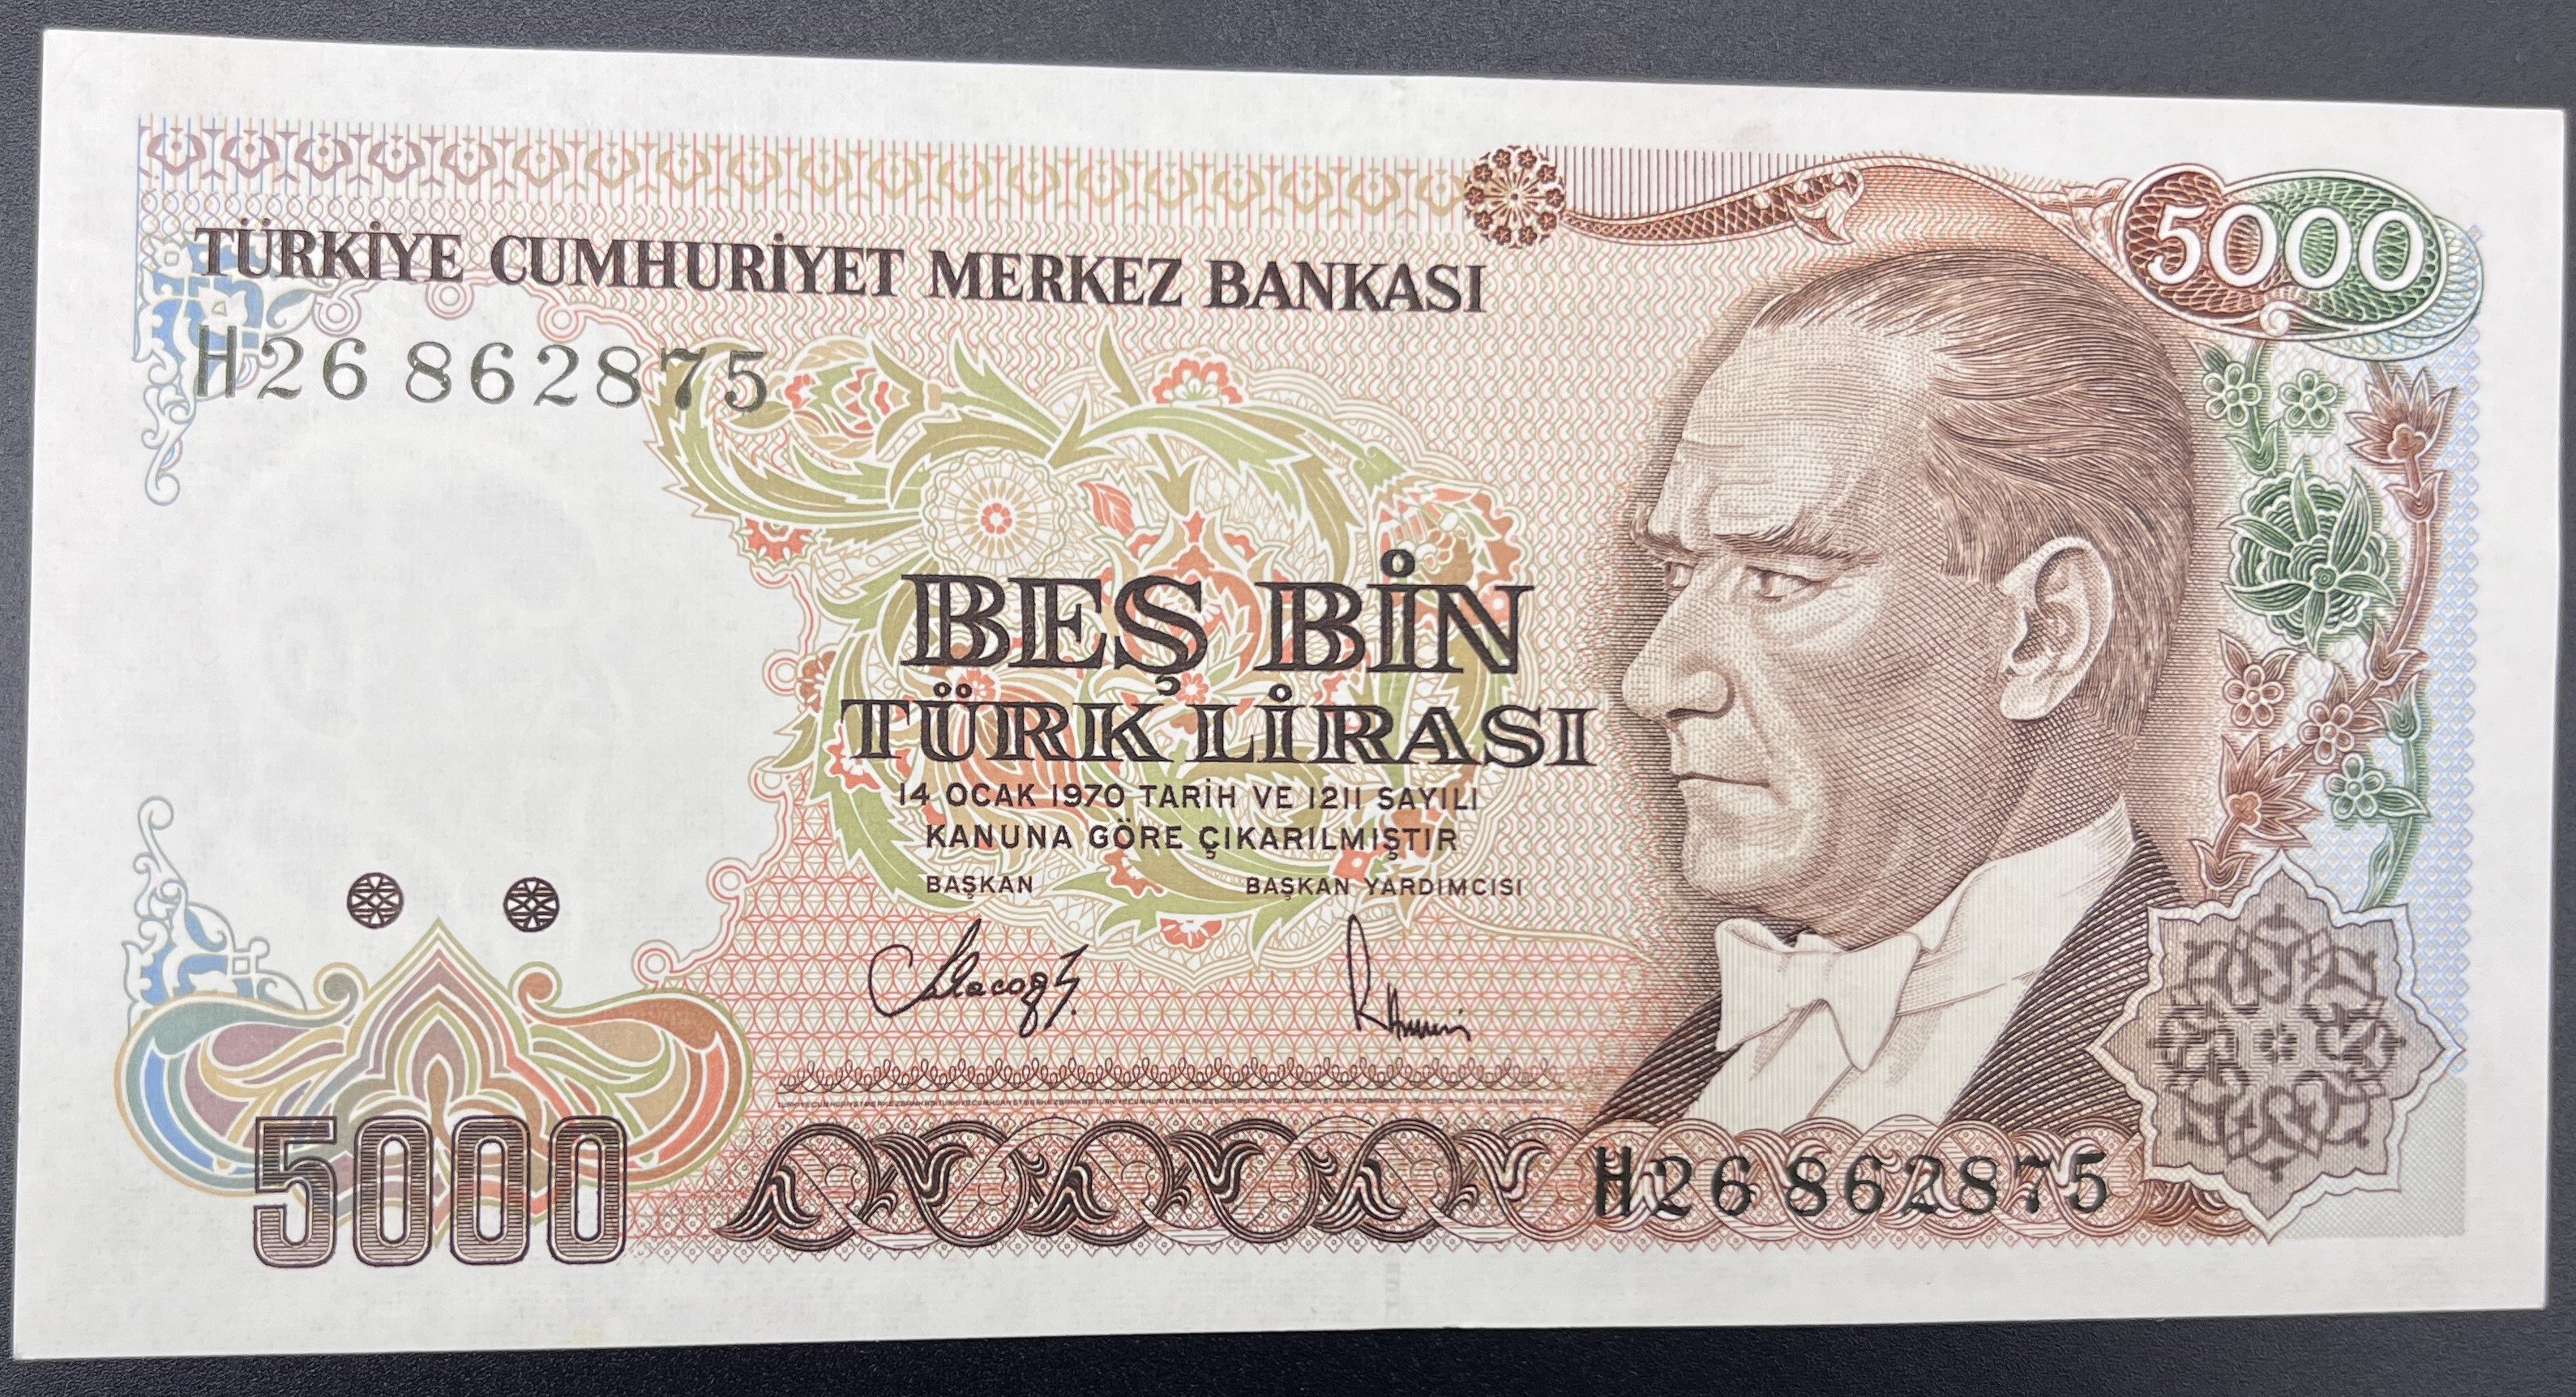 5000
TÜRKİYE CUMHURİYET MERKEZ BANKASI
H26 862875
BEŞ BİN
TÜRK LİRASI
14 OCAK 1970 TARİH VE 1211 SAYILI
KANUNA GÖRE ÇIKARILMIŞTIR
BAŞKAN BAŞKAN YARDIMCISI
5000
H26 862875